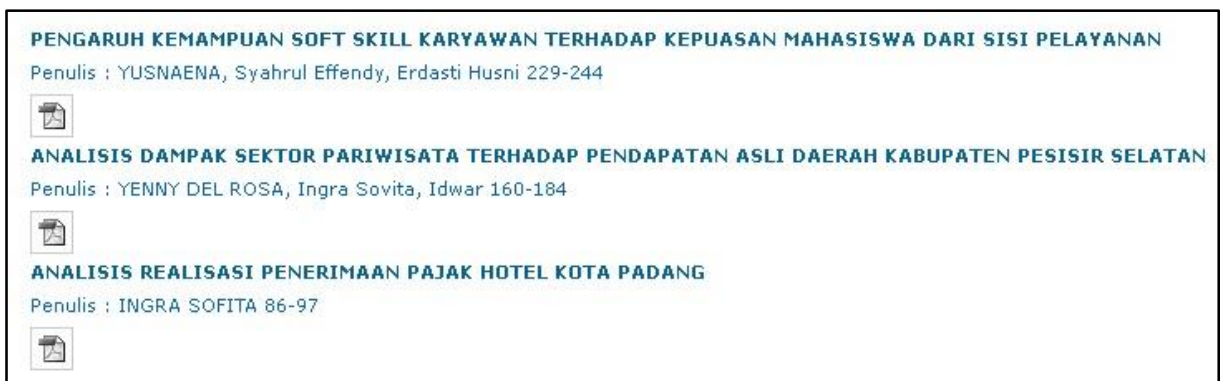 PENGARUH KEMAMPUAN SOFT SKILL KARYAWAN TERHADAP KEPUASAN MAHASISWA DARI SISI PELAYANAN
Penulis : YUSNAENA, Syahrul Effendy, Erdasti Husni 229-244
ANALISIS DAMPAK SEKTOR PARIWISATA TERHADAP PENDAPATAN ASLI DAERAH KABUPATEN PESISIR SELATAN
Penulis : YENNY DEL ROSA, Ingra Sovita, Idwar 160-184
ANALISIS REALISASI PENERIMAAN PAJAK HOTEL KOTA PADANG
Penulis : INGRA SOFITA 86-97